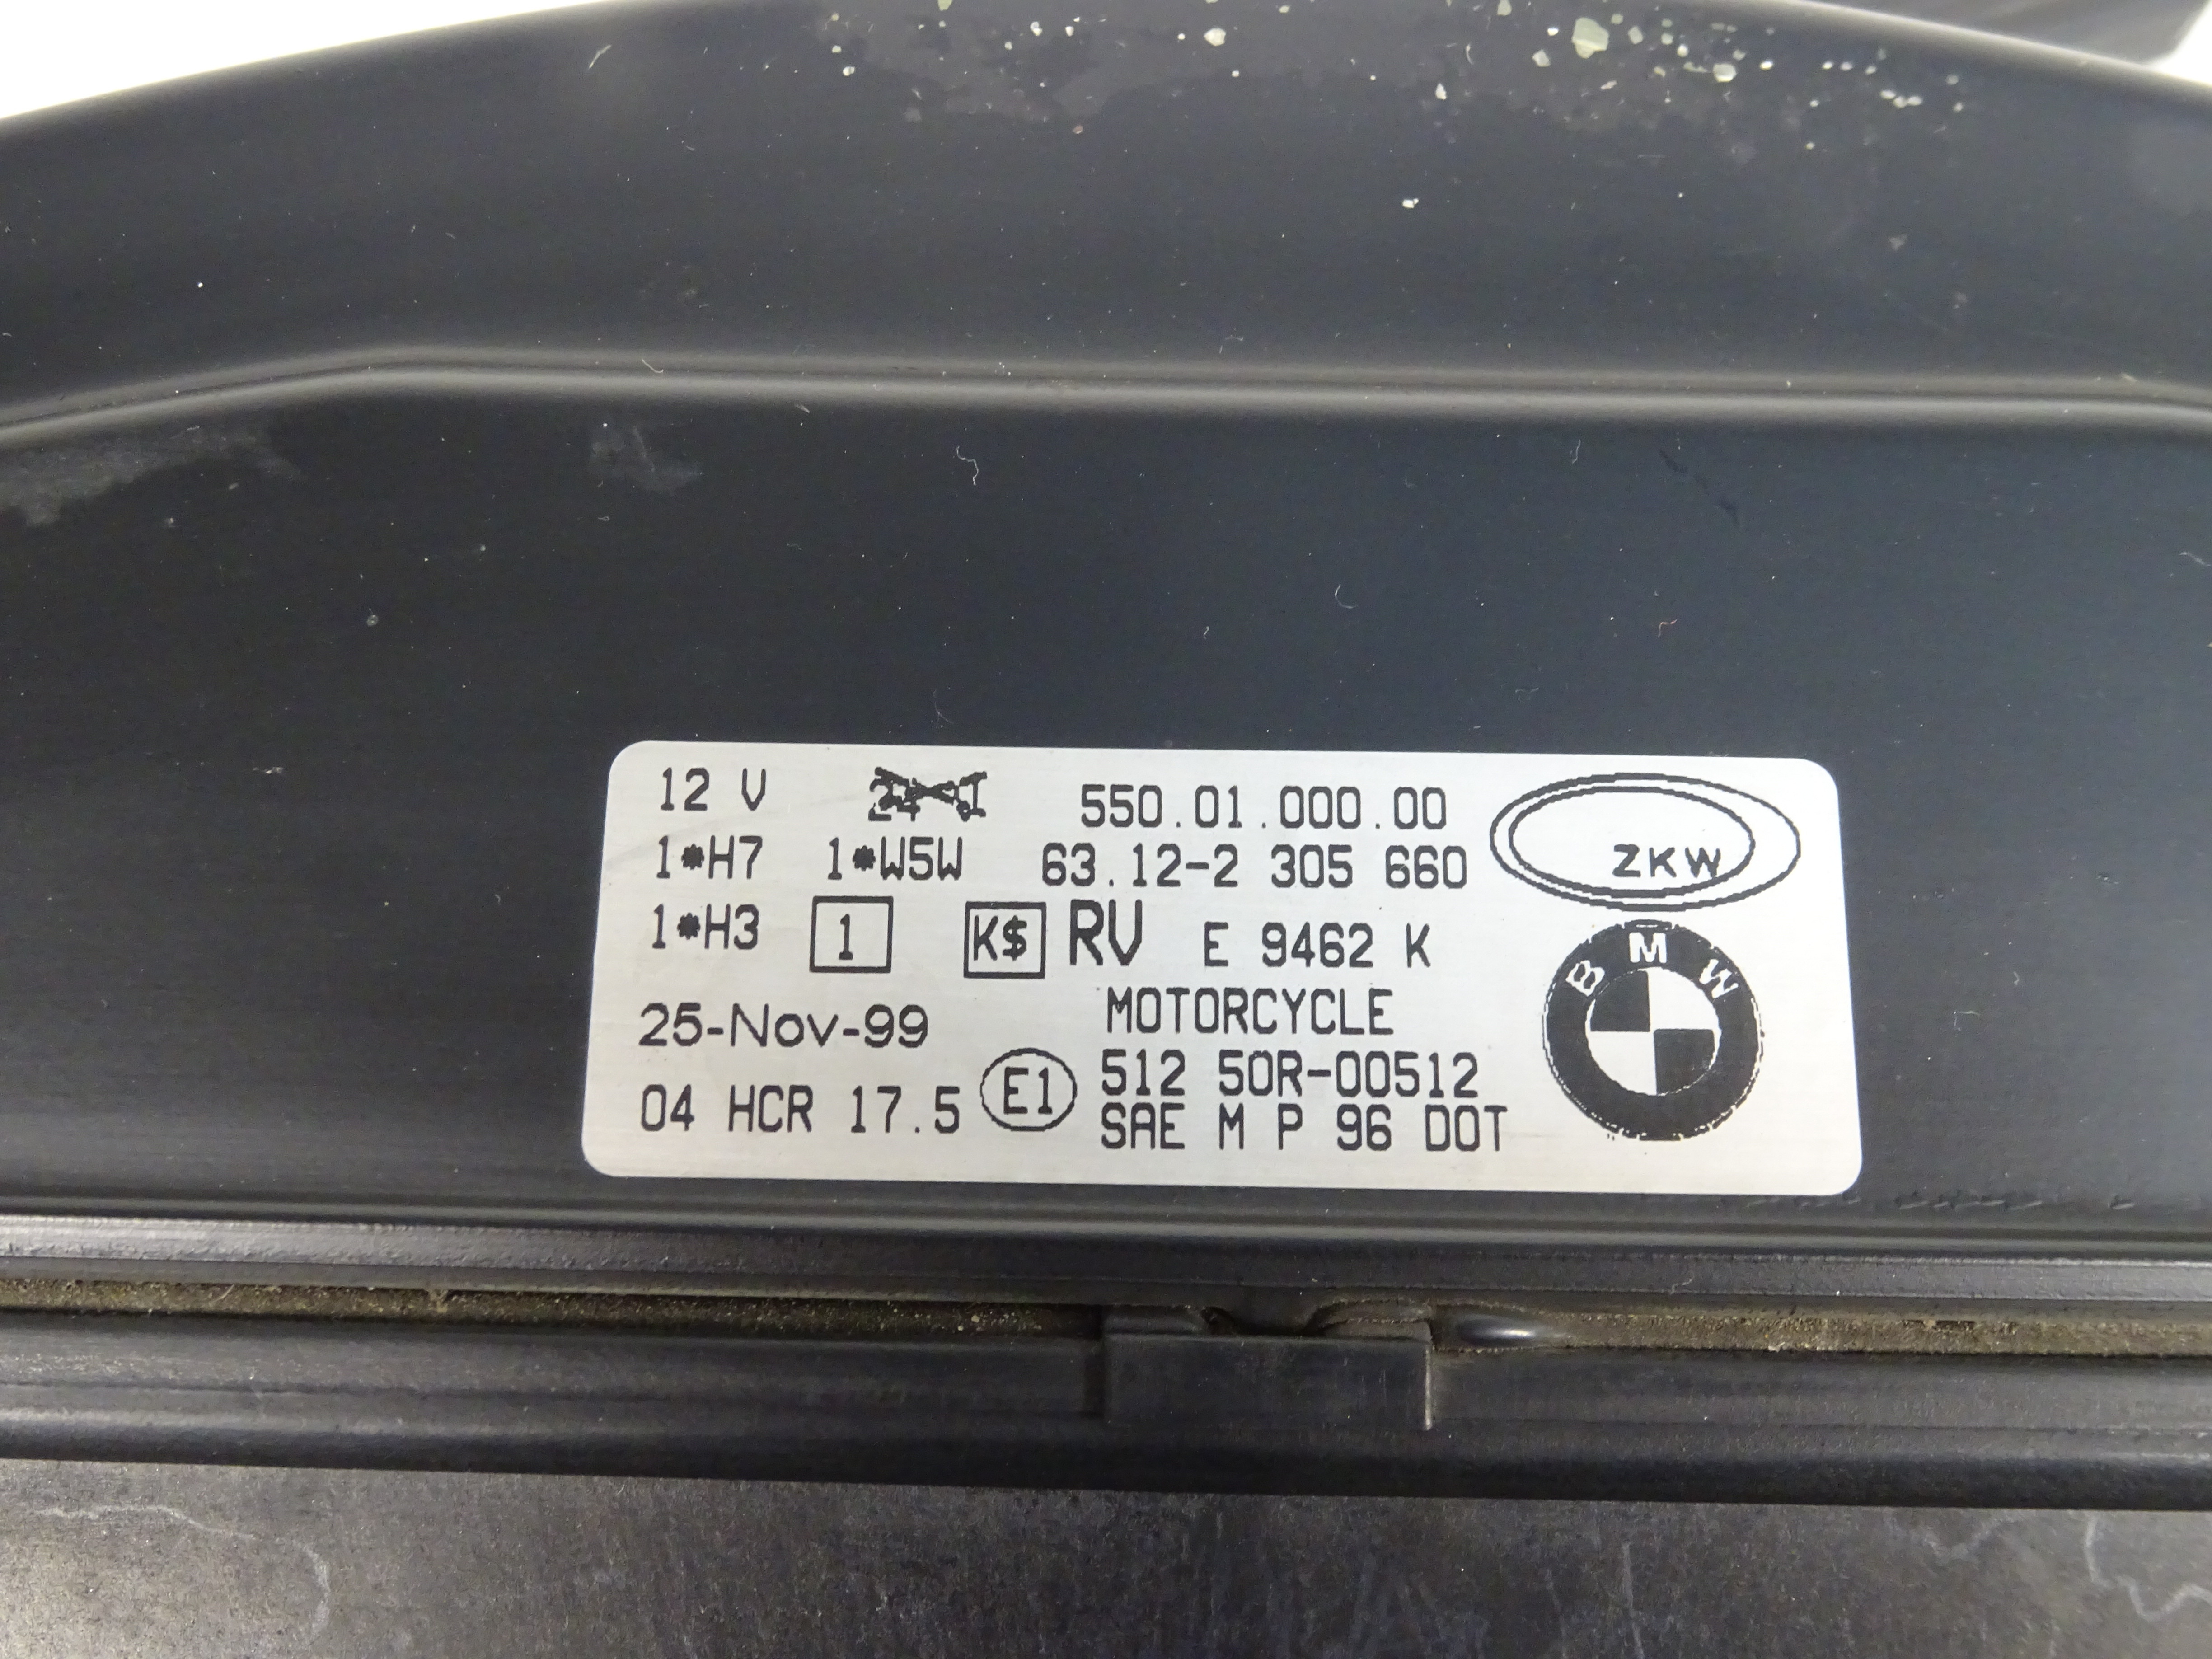 12 V 550.01.000.00
1*H7 1*W5W 63.12-2 305 660
ZKW
1*H3 1 K$ RV E 9462 K
BMW
25-Nov-99 MOTORCYCLE
04 HCR 17.5 E1 512 50R-00512
SAE M P 96 DOT